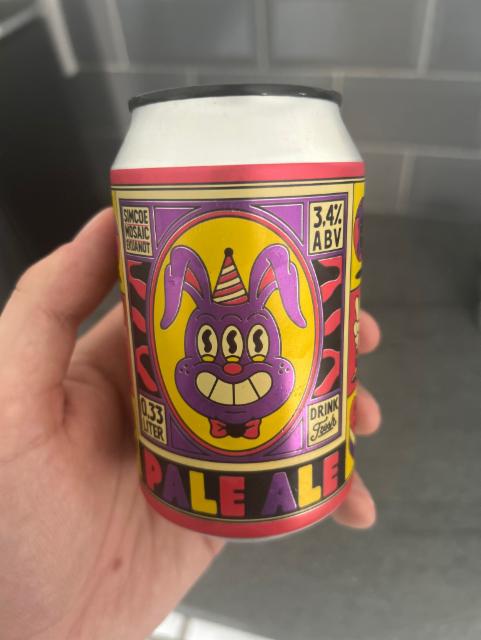 SIMCOE
MOSAIC
EKUANOT
3,4%
ABV
0.33
LITER
DRINK
Fresh
PALE ALE